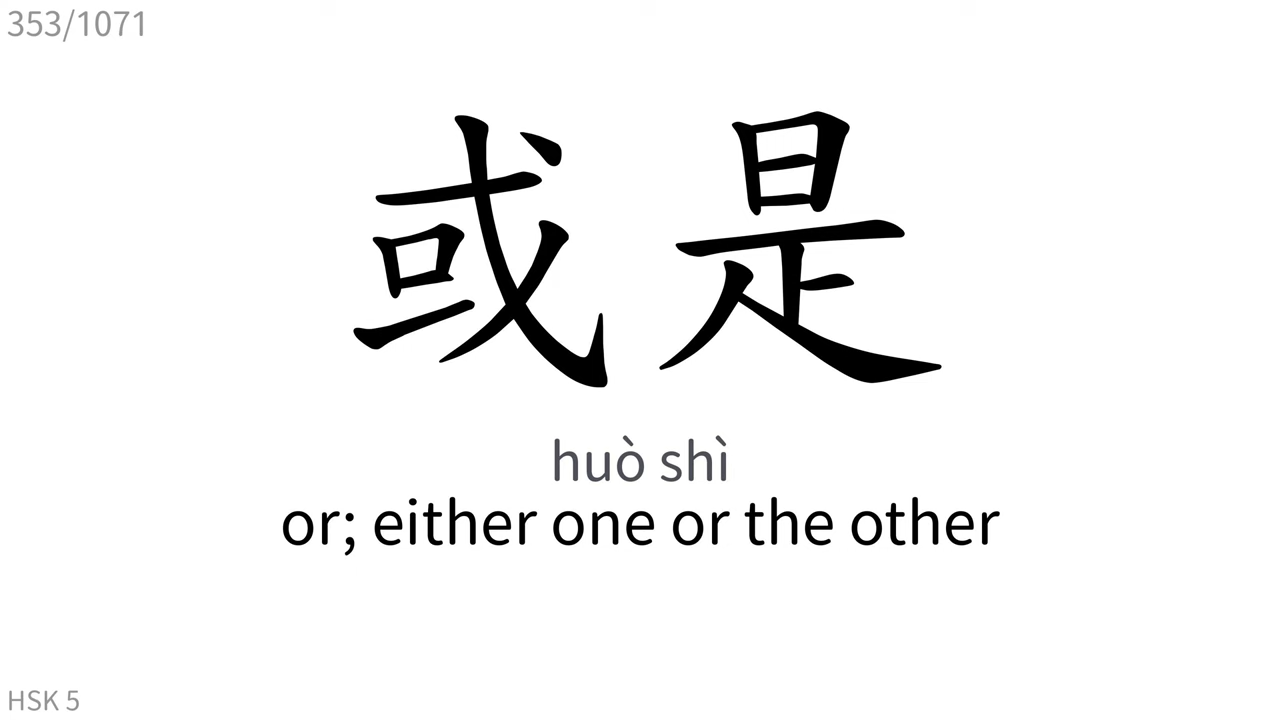 353/1071
或是
huò shì
or; either one or the other
HSK 5